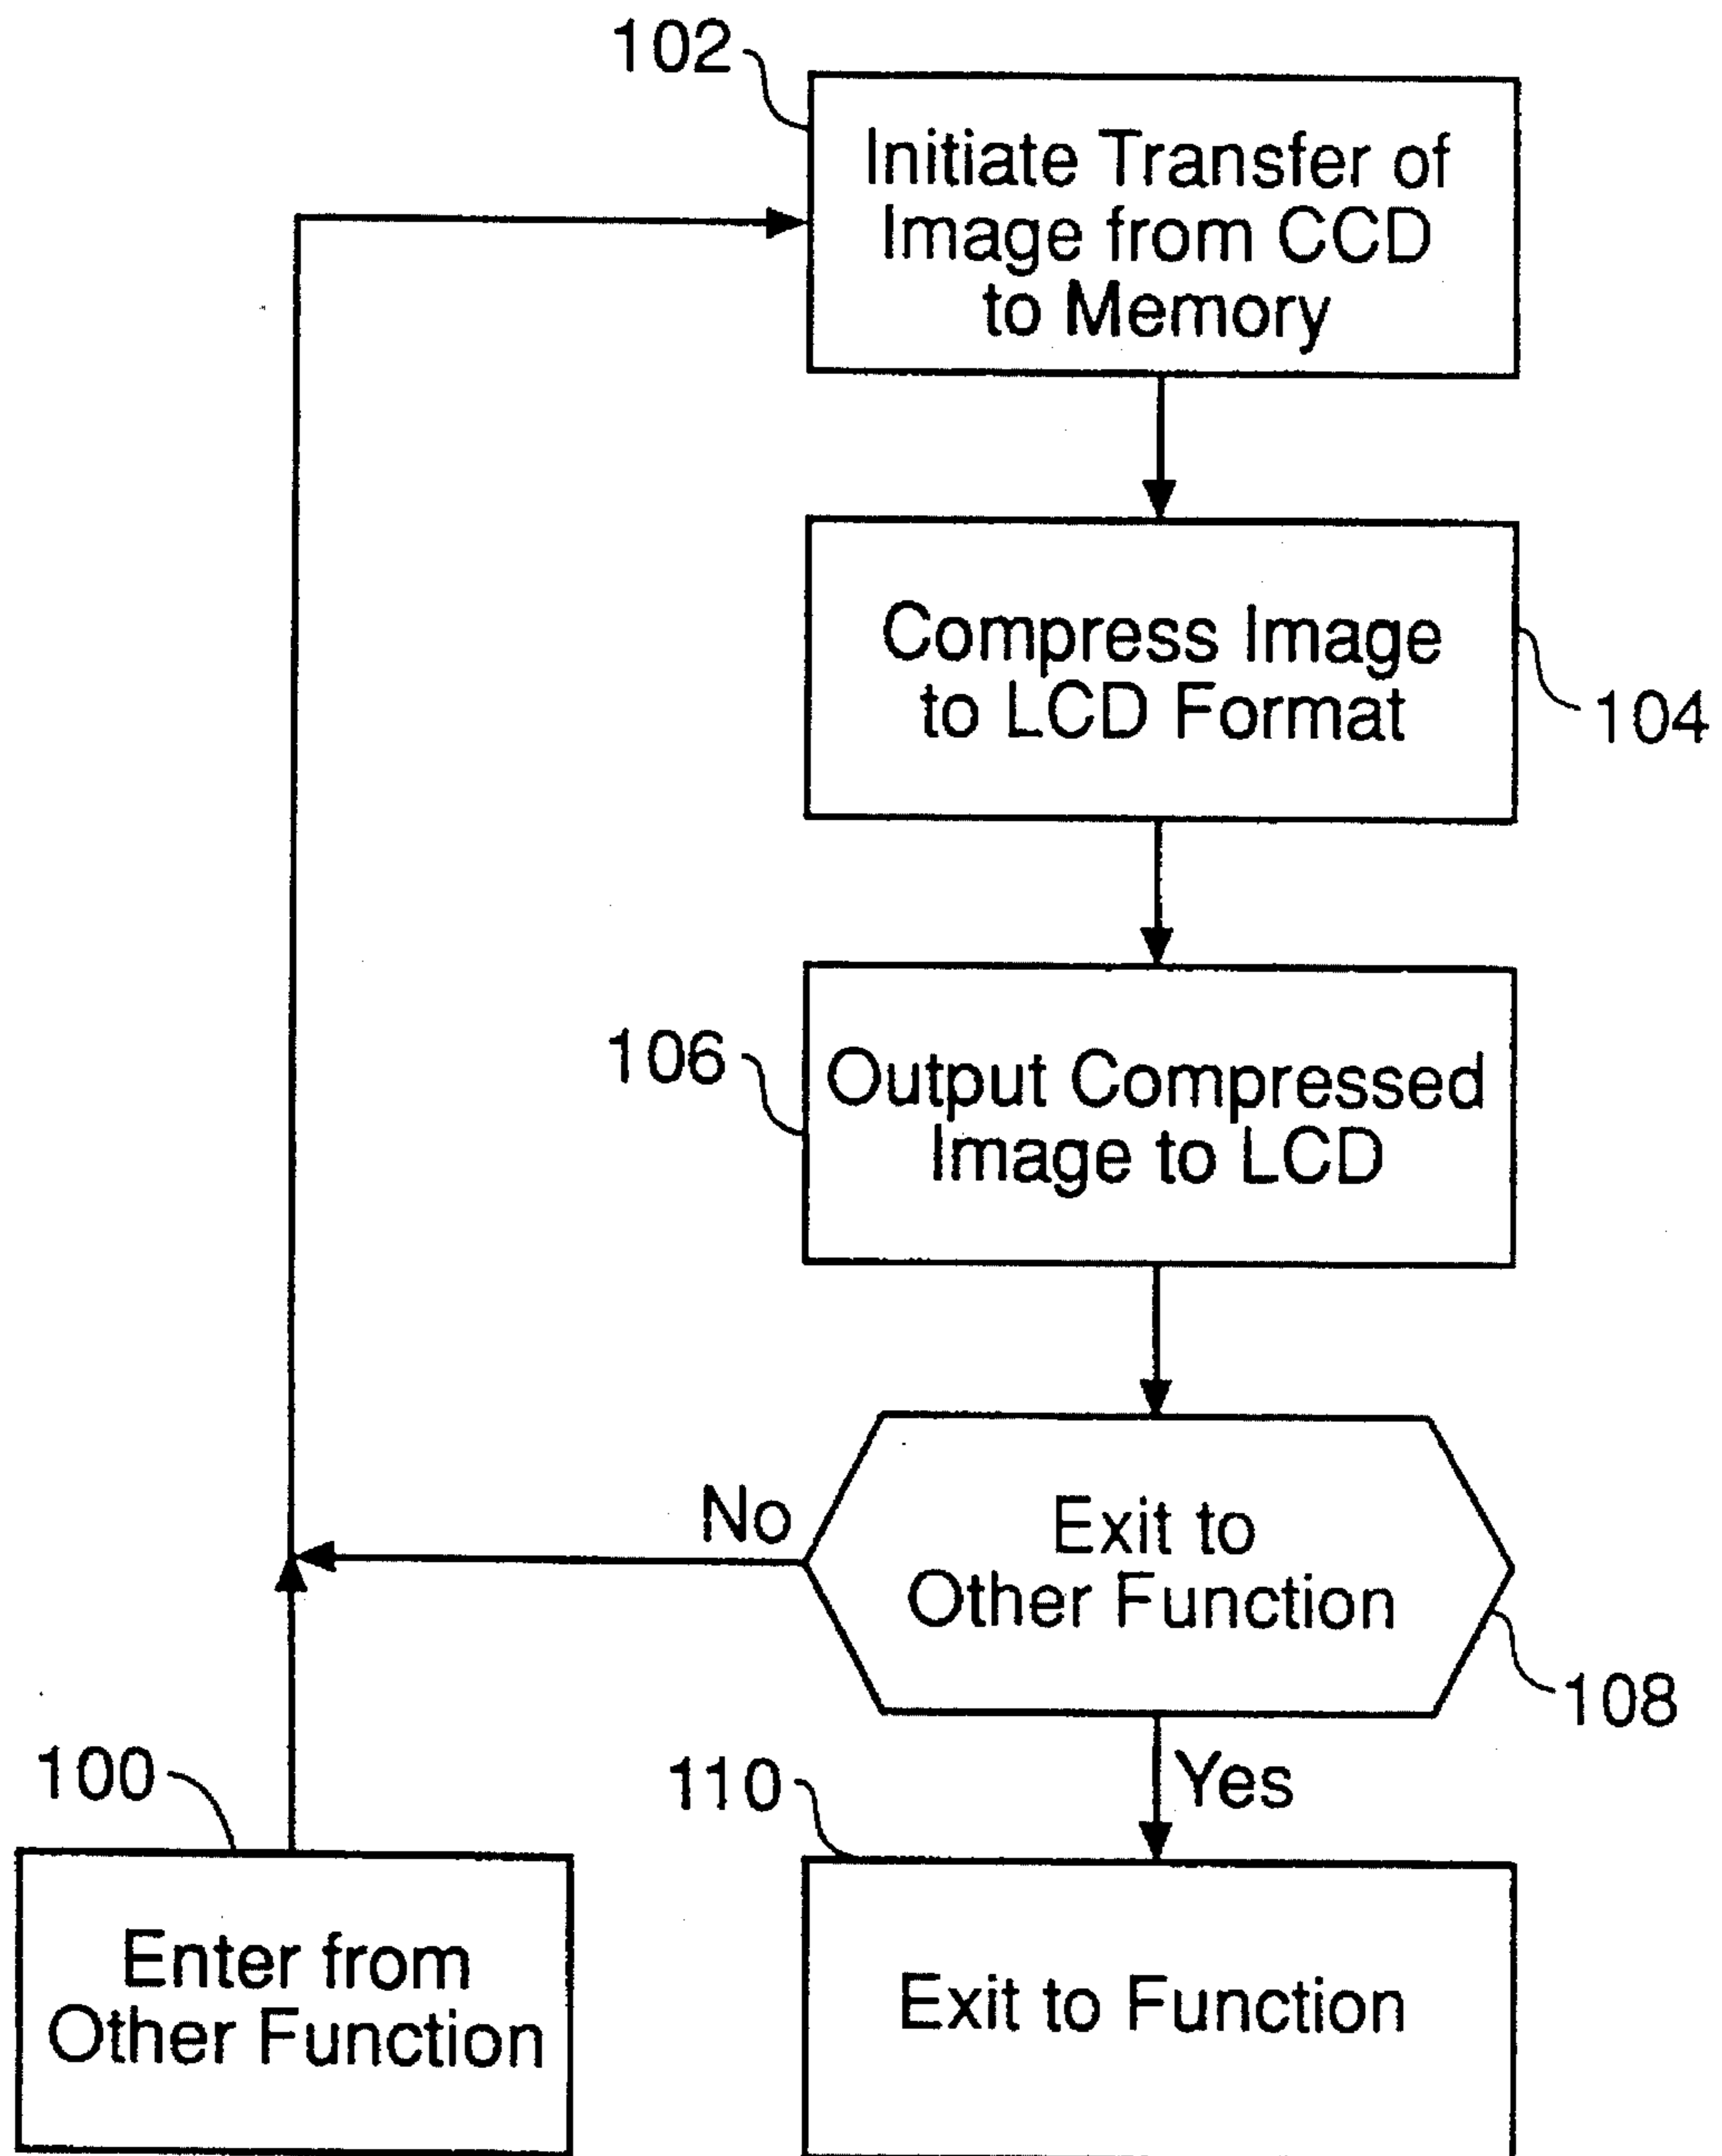 102
Initiate Transfer of
Image from CCD
to Memory
Compress Image
to LCD Format
104
106
Output Compressed
Image to LCD
No
Exit to
Other Function
108
Yes
100
110
Enter from
Other Function
Exit to Function